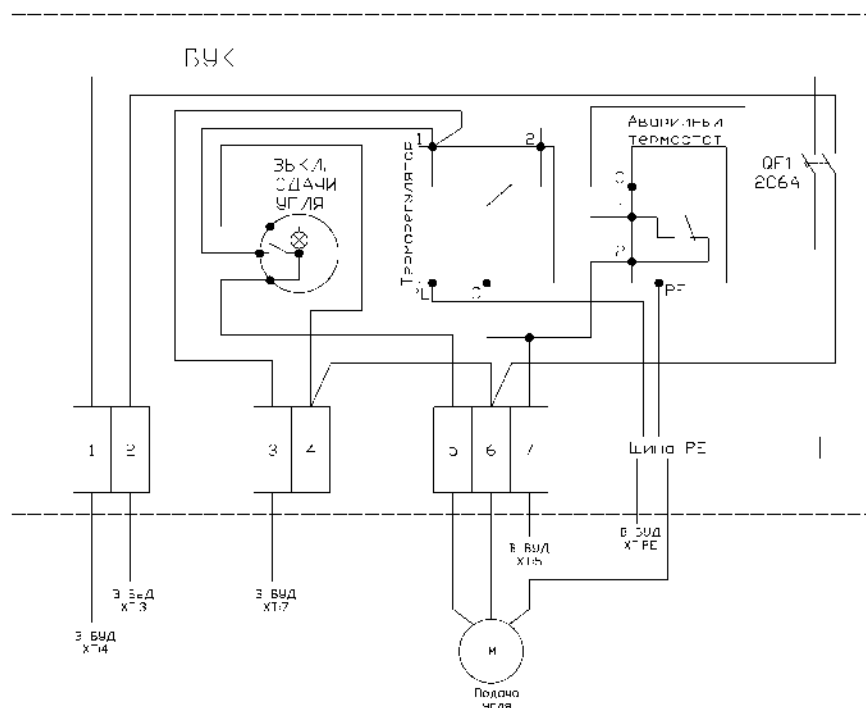 БУК
Аварийный
термостат
ВЫКЛ.
ПОДАЧИ
УГЛЯ
Терморегулятор
1
2
QF1
2С6А
1
2
PE
PE
1
2
3
4
5
6
7
Шина PE
В БУД
XT:3
В БУД
XT:4
В БУД
XT:7
В БУД
XT:5
В БУД
XT:PE
М
Подача
угля